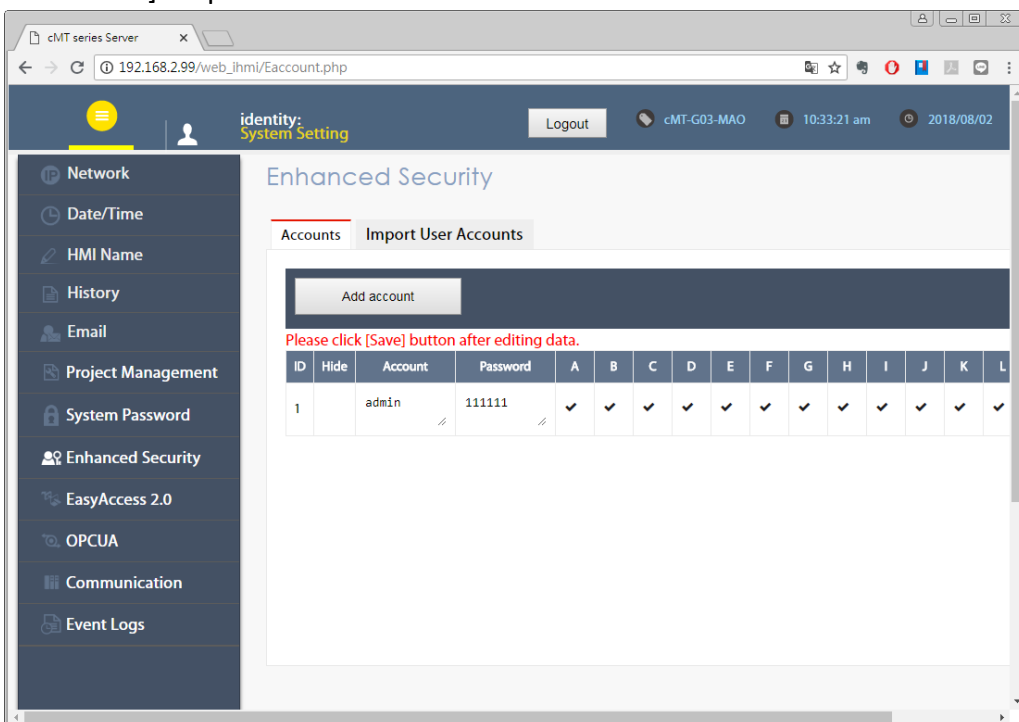 cMT series Server
192.168.2.99/web_ihmi/Eaccount.php
identity:
System Setting
Logout
cMT-G03-MAO
10:33:21 am
2018/08/02
Network
Date/Time
HMI Name
History
Email
Project Management
System Password
Enhanced Security
EasyAccess 2.0
OPCUA
Communication
Event Logs
Enhanced Security
Accounts Import User Accounts
Add account
Please click [Save] button after editing data.
ID Hide Account Password A B C D E F G H I J K L
1 admin 111111